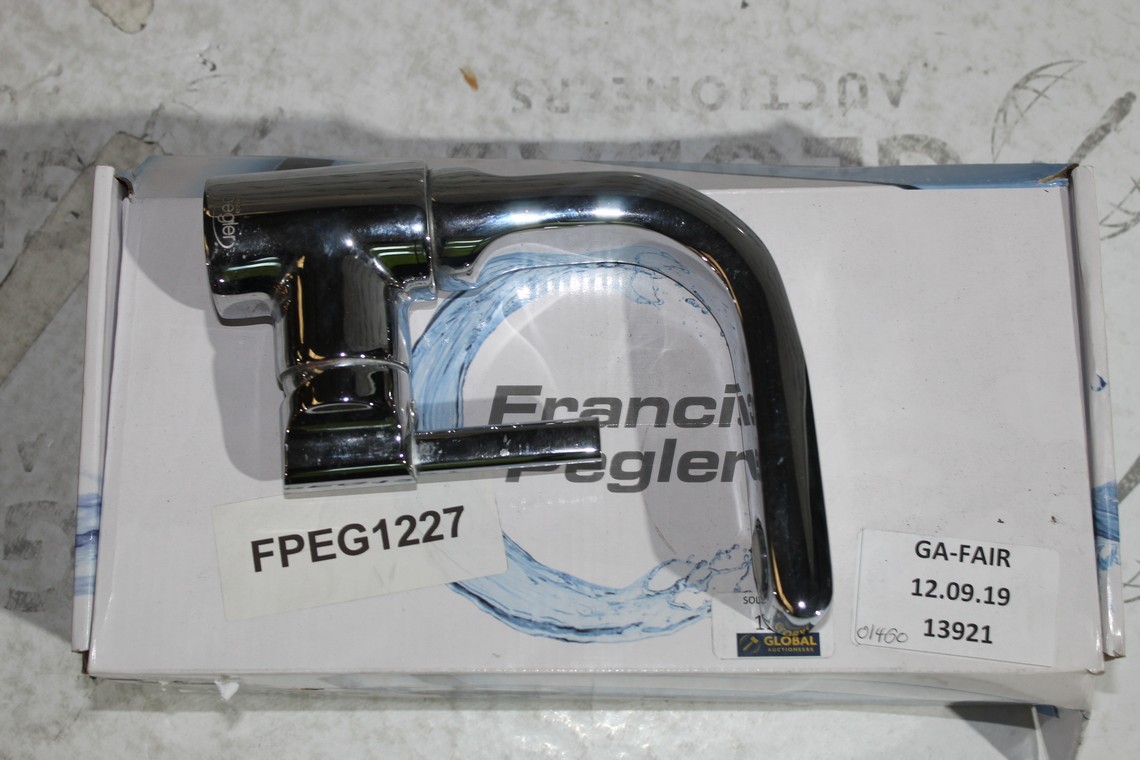 AUCTIONEERS
Francis
Pegler
FPEG1227
GA-FAIR
12.09.19
01460 13921
GLOBAL
AUCTIONEERS